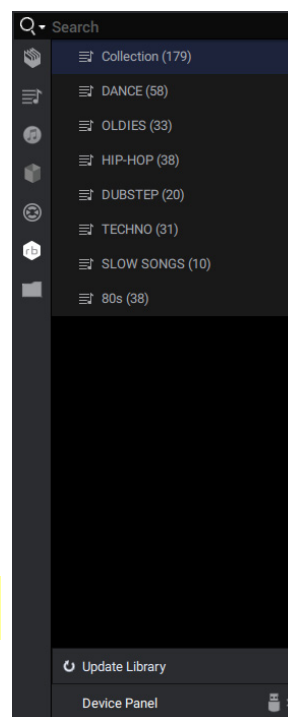 Search
Collection (179)
DANCE (58)
OLDIES (33)
HIP-HOP (38)
DUBSTEP (20)
TECHNO (31)
SLOW SONGS (10)
80s (38)
rb
Update Library
Device Panel